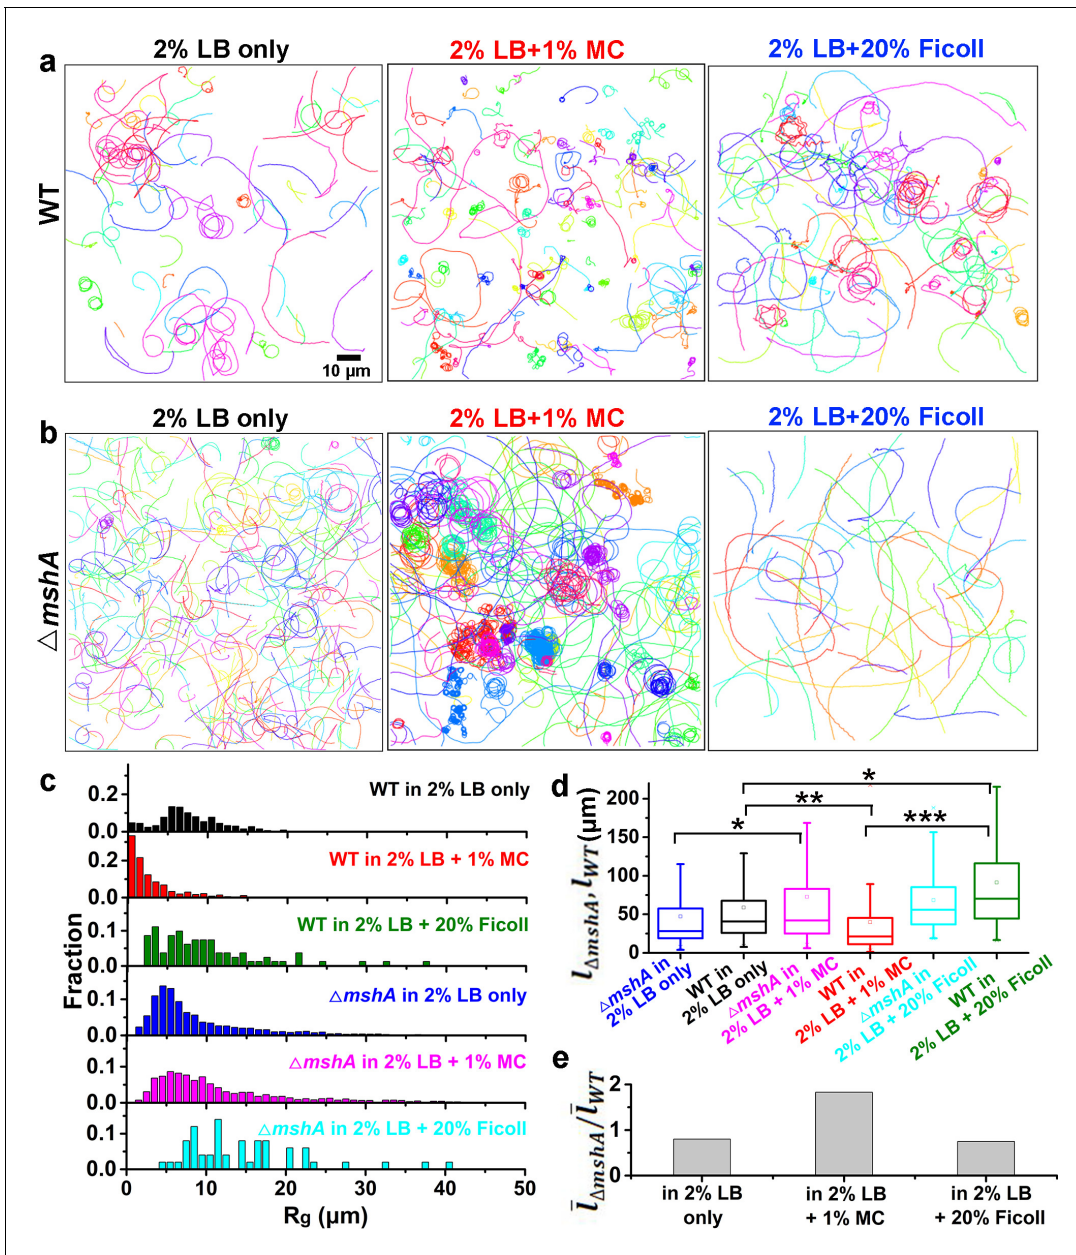 a
2% LB only
2% LB+1% MC
2% LB+20% Ficoll
WT
10 µm
b
2% LB only
2% LB+1% MC
2% LB+20% Ficoll
△mshA
c
WT in 2% LB only
WT in 2% LB + 1% MC
WT in 2% LB + 20% Ficoll
△mshA in 2% LB only
△mshA in 2% LB + 1% MC
△mshA in 2% LB + 20% Ficoll
0.2
0.0
0.2
0.0
0.1
0.0
0.1
0.0
0.1
0.0
0.1
0.0
Fraction
0 10 20 30 40 50
Rg (µm)
d
l△mshA, lWT (µm)
200
150
100
50
0
*
**
*
***
△mshA in
2% LB only
WT in
2% LB only
△mshA in
2% LB + 1% MC
WT in
2% LB + 1% MC
△mshA in
2% LB + 20% Ficoll
WT in
2% LB + 20% Ficoll
e
l̄△mshA/l̄WT
2
1
0
in 2% LB
only
in 2% LB
+ 1% MC
in 2% LB
+ 20% Ficoll